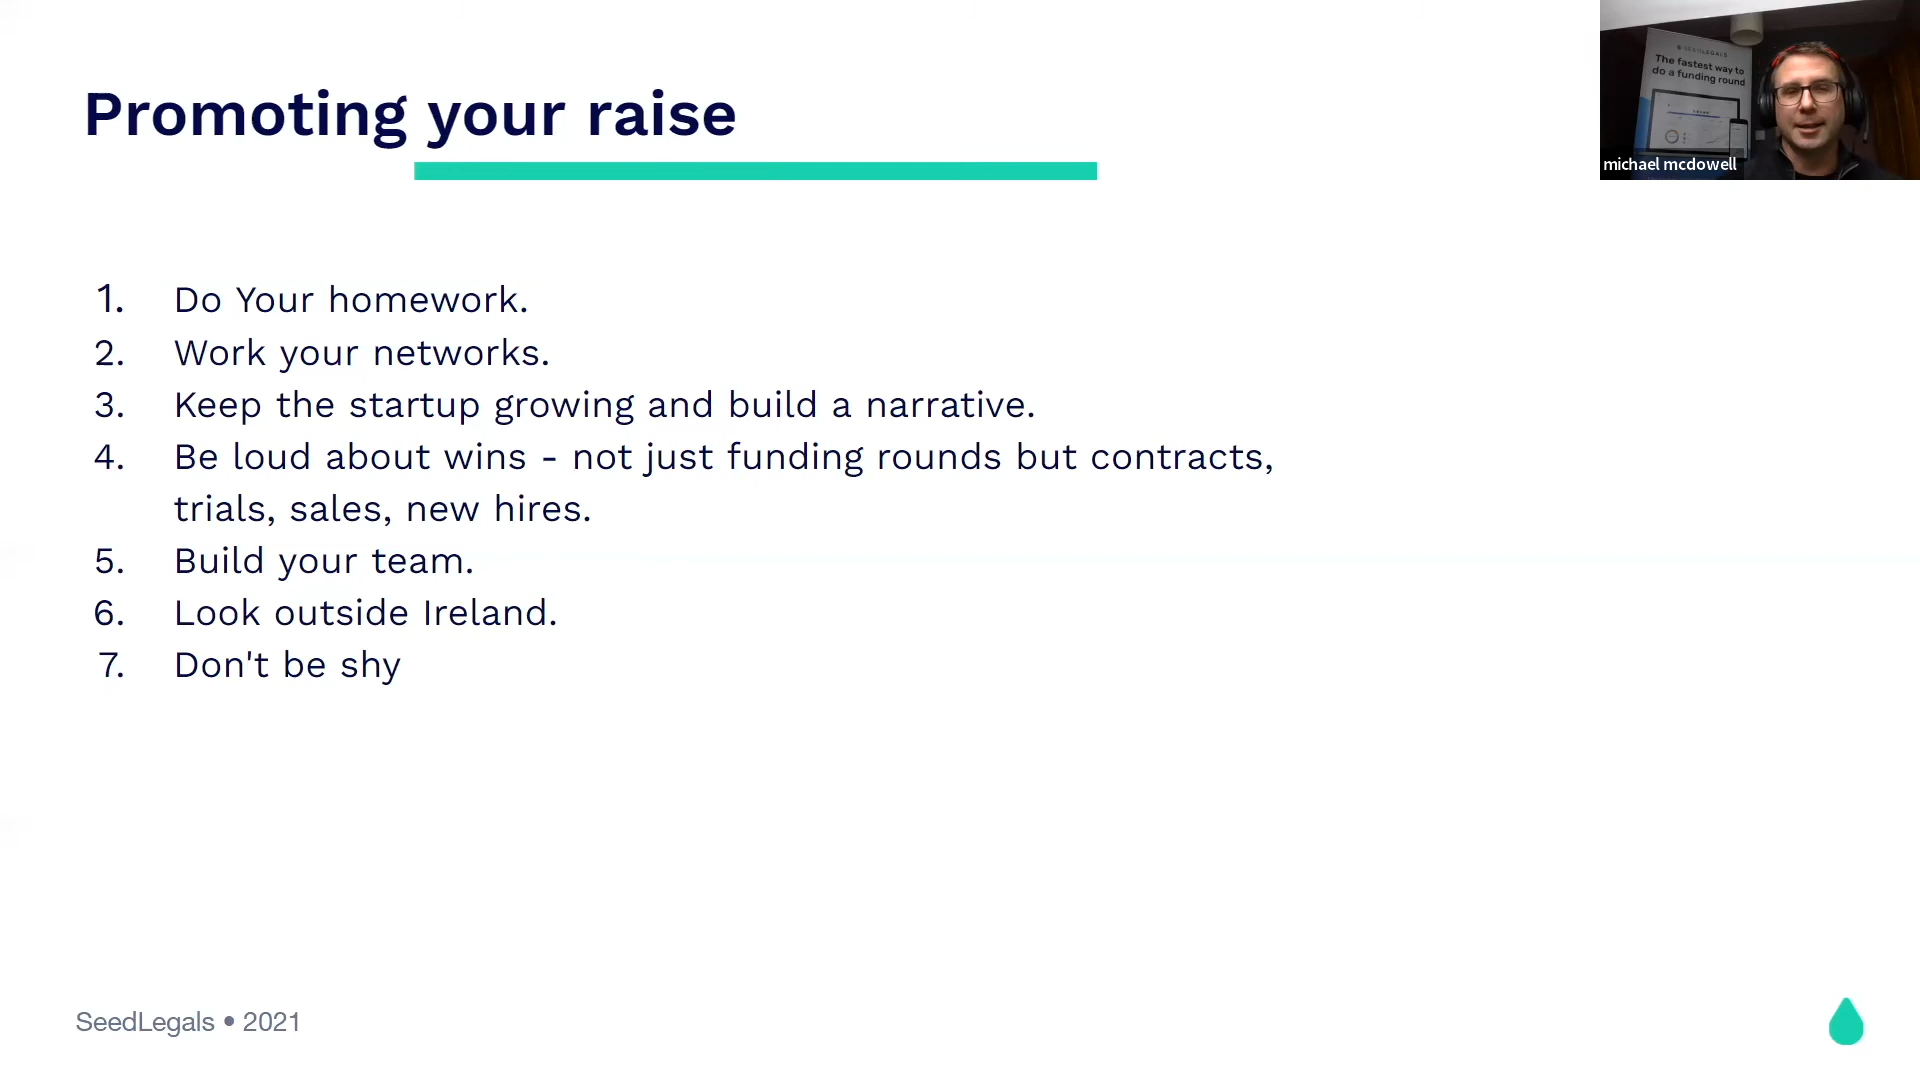 Promoting your raise
SEEDLEGALS
The fastest way to
do a funding round
michael mcdowell
1. Do Your homework.
2. Work your networks.
3. Keep the startup growing and build a narrative.
4. Be loud about wins - not just funding rounds but contracts,
trials, sales, new hires.
5. Build your team.
6. Look outside Ireland.
7. Don't be shy
SeedLegals • 2021